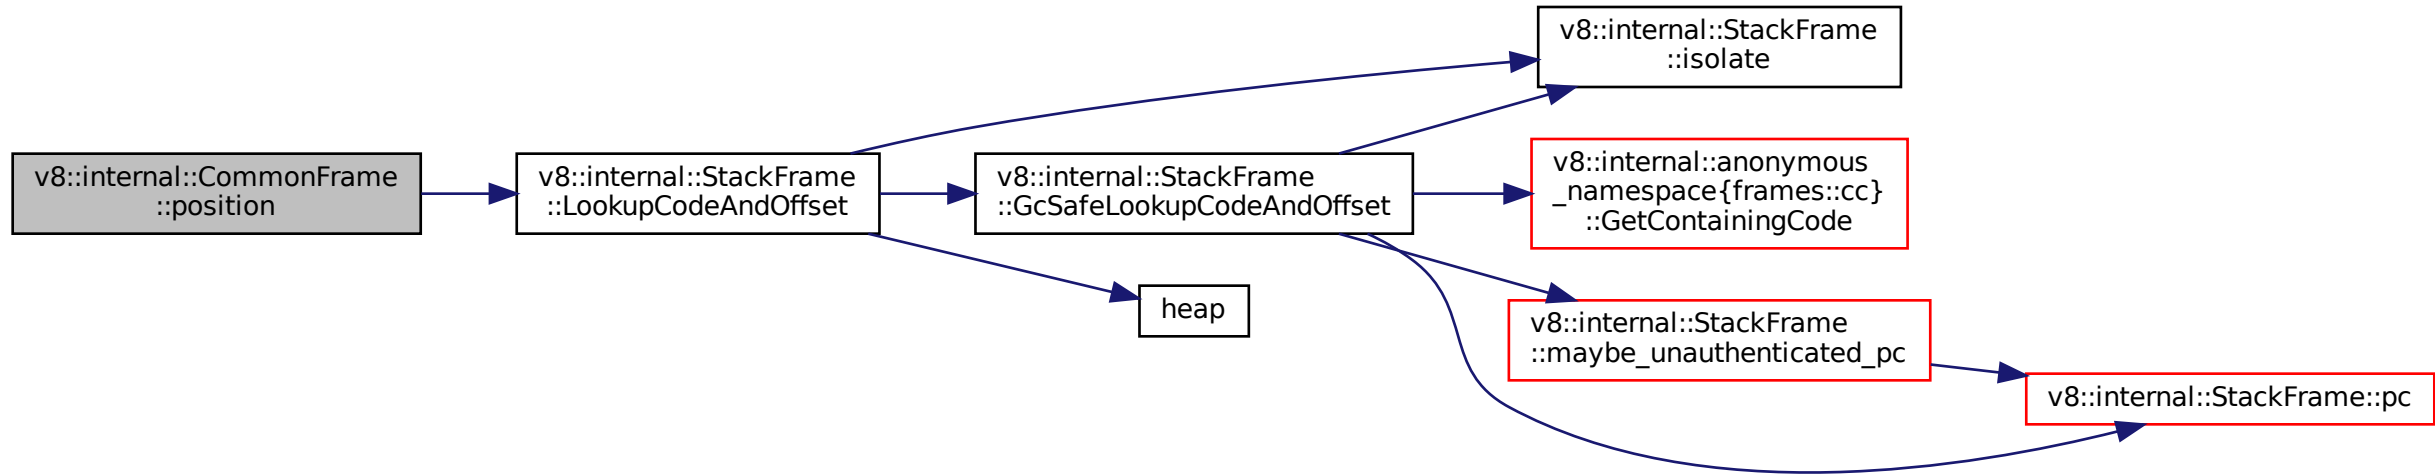 v8::internal::CommonFrame
::position
v8::internal::StackFrame
::LookupCodeAndOffset
v8::internal::StackFrame
::GcSafeLookupCodeAndOffset
heap
v8::internal::StackFrame
::isolate
v8::internal::anonymous
_namespace{frames::cc}
::GetContainingCode
v8::internal::StackFrame
::maybe_unauthenticated_pc
v8::internal::StackFrame::pc